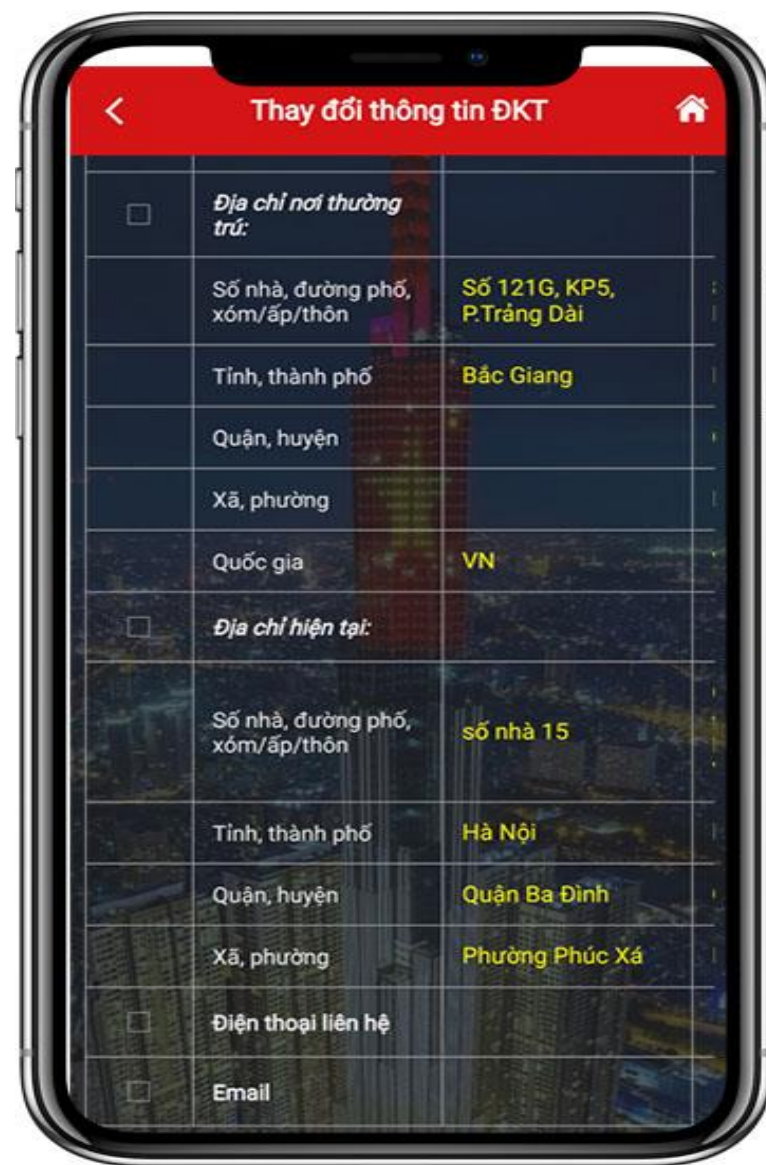 Thay đổi thông tin ĐKT
Địa chỉ nơi thường
trú:
Số nhà, đường phố,
xóm/ấp/thôn
Số 121G, KP5,
P.Trảng Dài
Tỉnh, thành phố
Bắc Giang
Quận, huyện
Xã, phường
Quốc gia
VN
Địa chỉ hiện tại:
Số nhà, đường phố,
xóm/ấp/thôn
số nhà 15
Tỉnh, thành phố
Hà Nội
Quận, huyện
Quận Ba Đình
Xã, phường
Phường Phúc Xá
Điện thoại liên hệ
Email